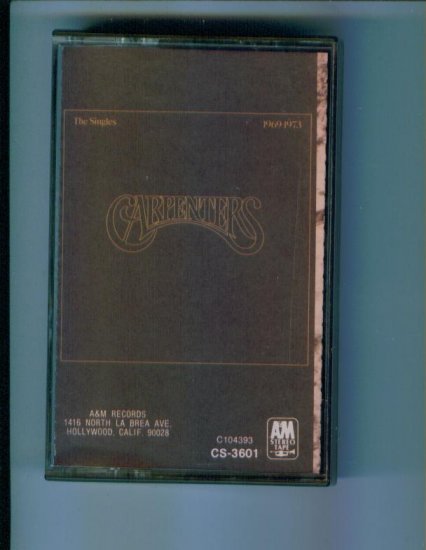 The Singles 1969-1973
CARPENTERS
A&M RECORDS
1416 NORTH LA BREA AVE.
HOLLYWOOD, CALIF. 90028
C104393
CS-3601
A&M
STEREO
TAPE